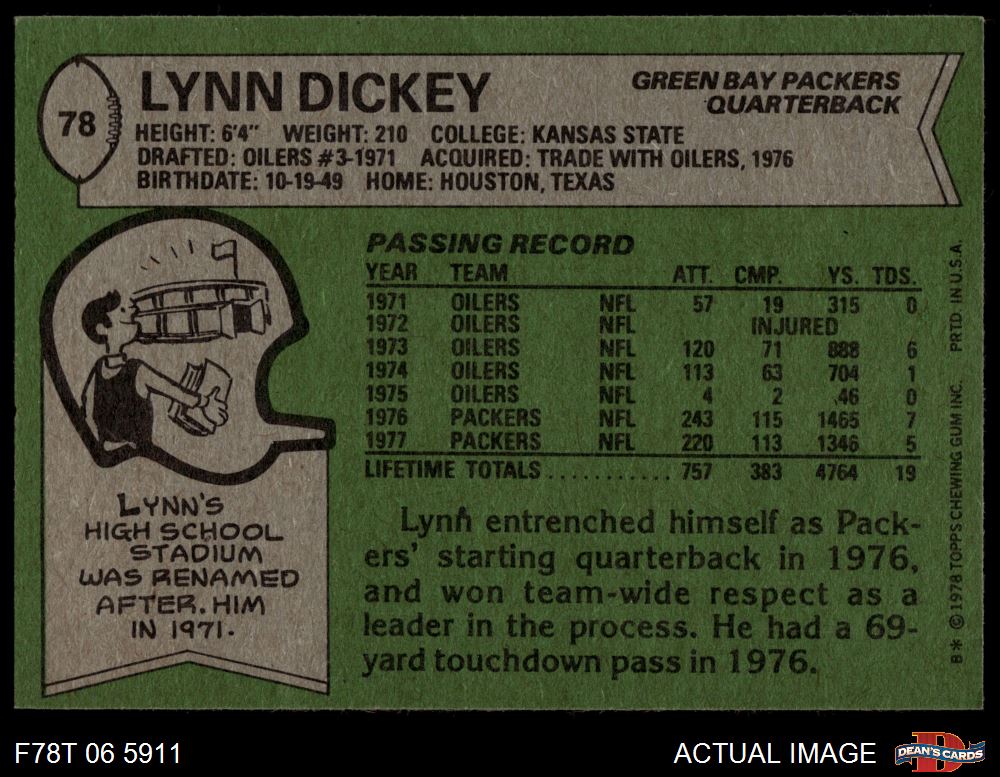 78
LYNN DICKEY
GREEN BAY PACKERS
QUARTERBACK
HEIGHT: 6'4" WEIGHT: 210 COLLEGE: KANSAS STATE
DRAFTED: OILERS #3-1971 ACQUIRED: TRADE WITH OILERS, 1976
BIRTHDATE: 10-19-49 HOME: HOUSTON, TEXAS
PASSING RECORD
YEAR TEAM ATT. CMP. YS. TDS.
1971 OILERS NFL 57 19 315 0
1972 OILERS NFL INJURED
1973 OILERS NFL 120 71 888 6
1974 OILERS NFL 113 63 704 1
1975 OILERS NFL 4 2 46 0
1976 PACKERS NFL 243 115 1465 7
1977 PACKERS NFL 220 113 1346 5
LIFETIME TOTALS .......... 757 383 4764 19
LYNN'S
HIGH SCHOOL
STADIUM
WAS RENAMED
AFTER HIM
IN 1971.
Lynn entrenched himself as Pack-
ers' starting quarterback in 1976,
and won team-wide respect as a
leader in the process. He had a 69-
yard touchdown pass in 1976.
B* © 1978 TOPPS CHEWING GUM INC. PRTD. IN U.S.A.
F78T 06 5911
ACTUAL IMAGE
D
DEAN'S CARDS